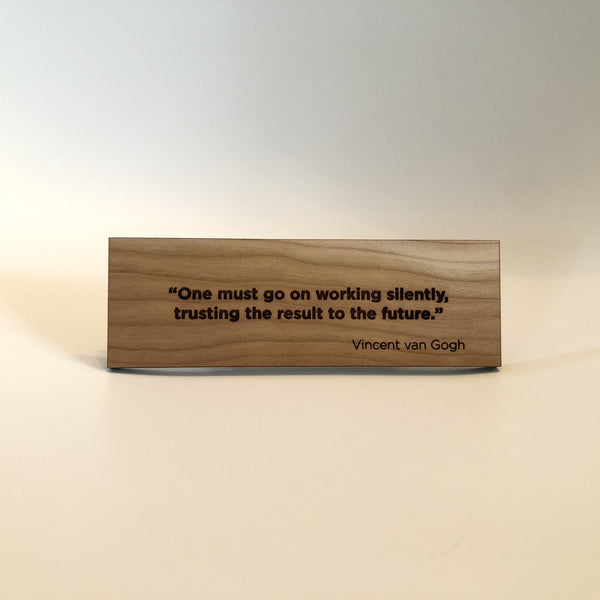 “One must go on working silently,
trusting the result to the future.”
Vincent van Gogh